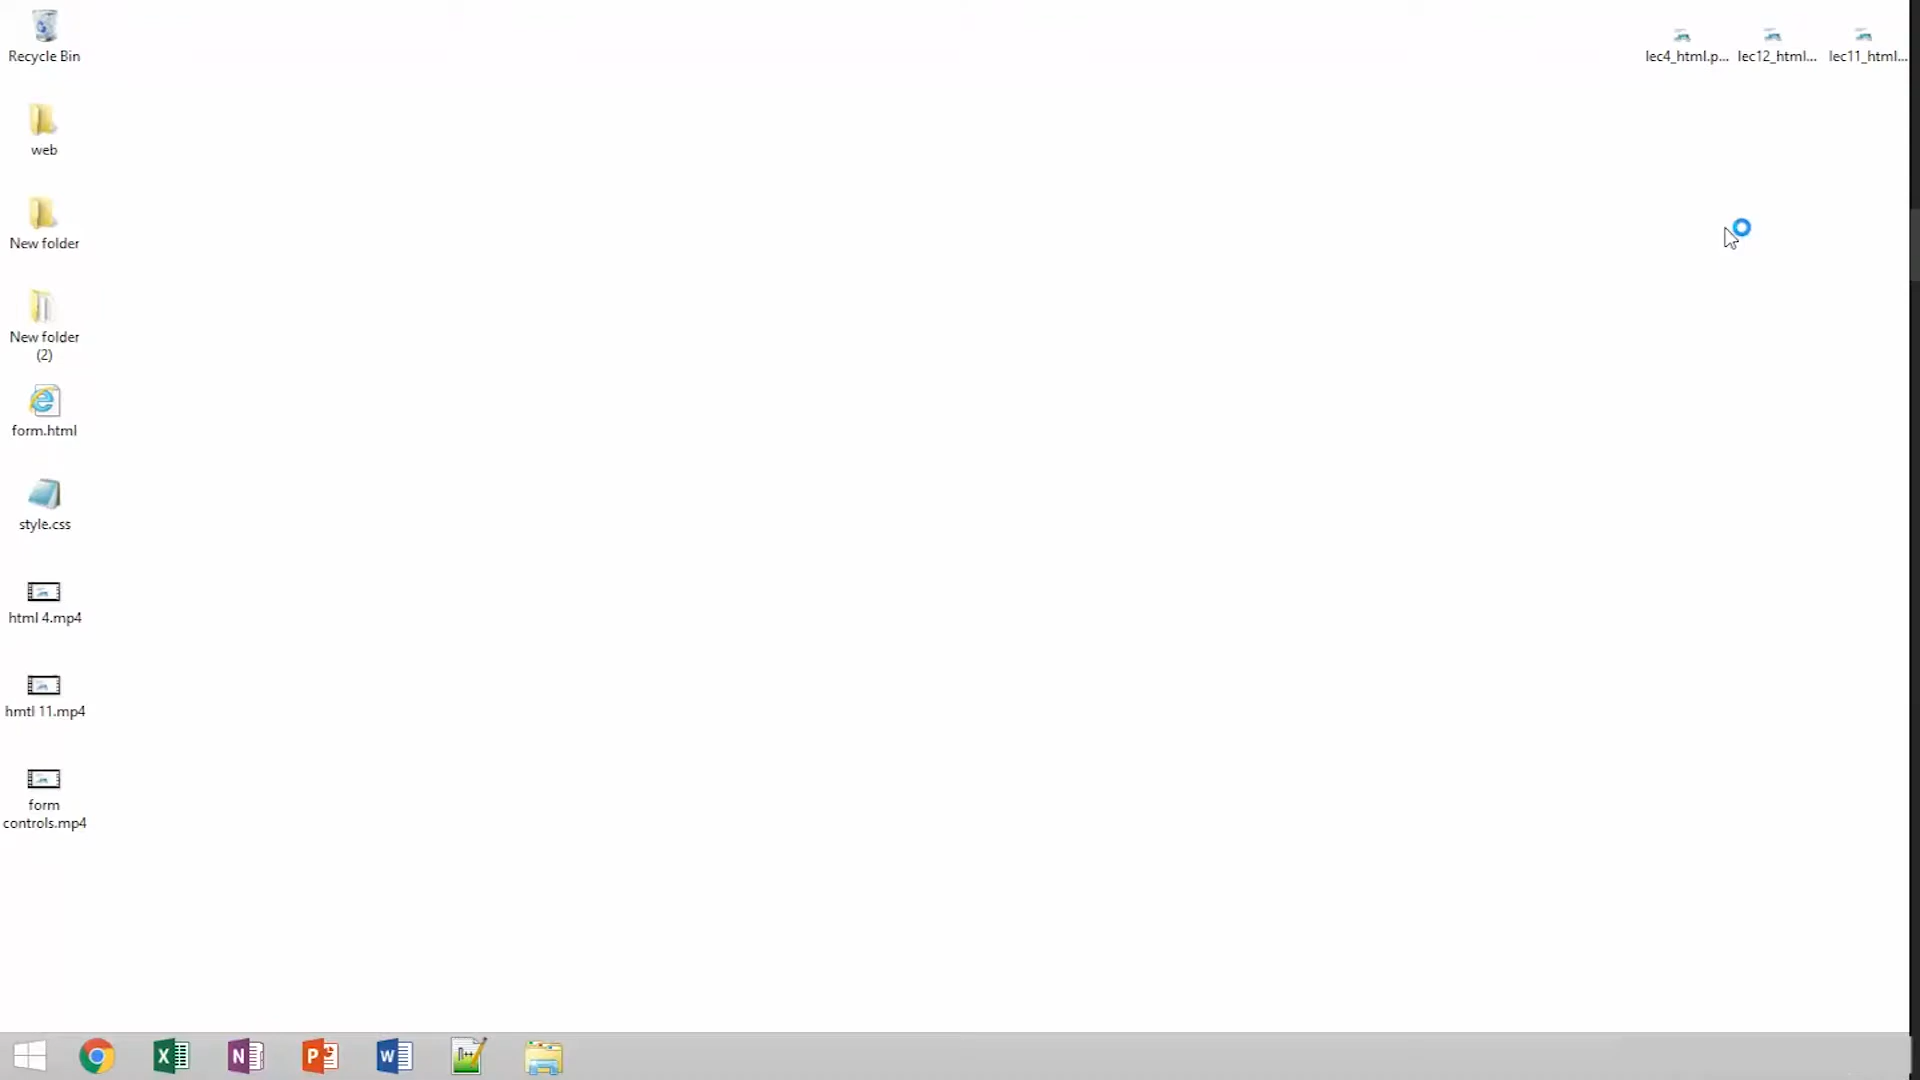 Recycle Bin
lec4_html.p...
lec12_html...
lec11_html...
web
New folder
New folder
(2)
form.html
style.css
html 4.mp4
hmtl 11.mp4
form
controls.mp4